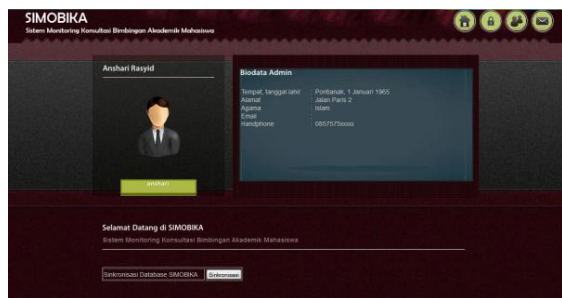 SIMOBIKA
Sistem Monitoring Konsultasi Bimbingan Akademik Mahasiswa
Anshari Rasyid
anshari
Biodata Admin
Tempat, tanggal lahir : Pontianak, 1 Januari 1965
Alamat : Jalan Paris 2
Agama : Islam
Email :
Handphone : 0857575xxxx
Selamat Datang di SIMOBIKA
Sistem Monitoring Konsultasi Bimbingan Akademik Mahasiswa
Sinkronisasi Database SIMOBIKA Sinkronisasi